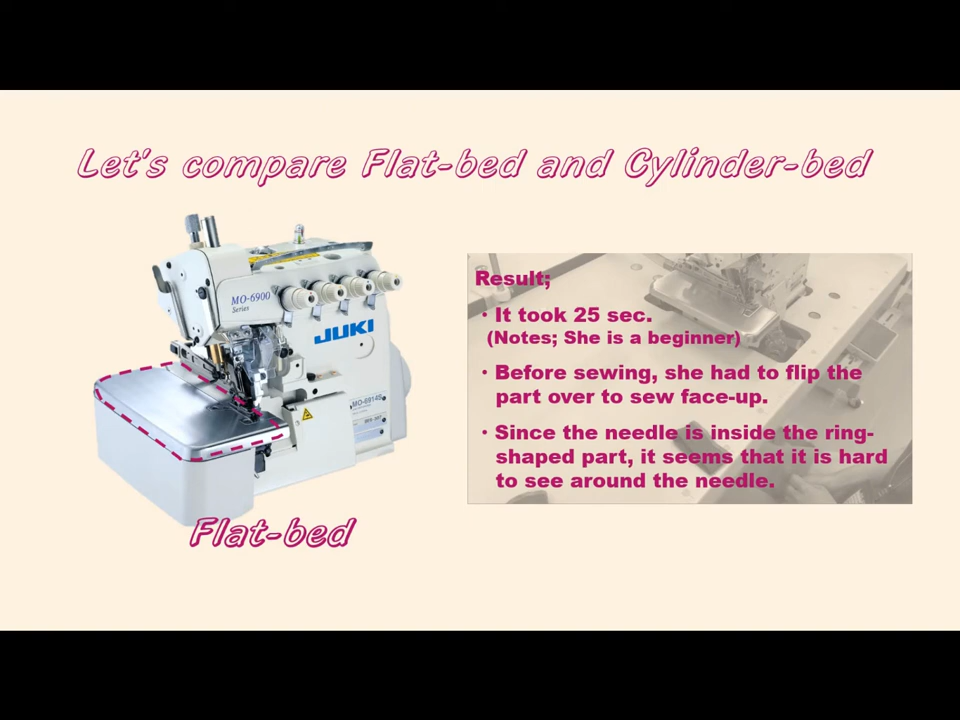 Let's compare Flat-bed and Cylinder-bed
MO-6900
Series
JUKI
MO-6914S
Result;
・It took 25 sec.
(Notes; She is a beginner)
・Before sewing, she had to flip the
part over to sew face-up.
・Since the needle is inside the ring-
shaped part, it seems that it is hard
to see around the needle.
Flat-bed